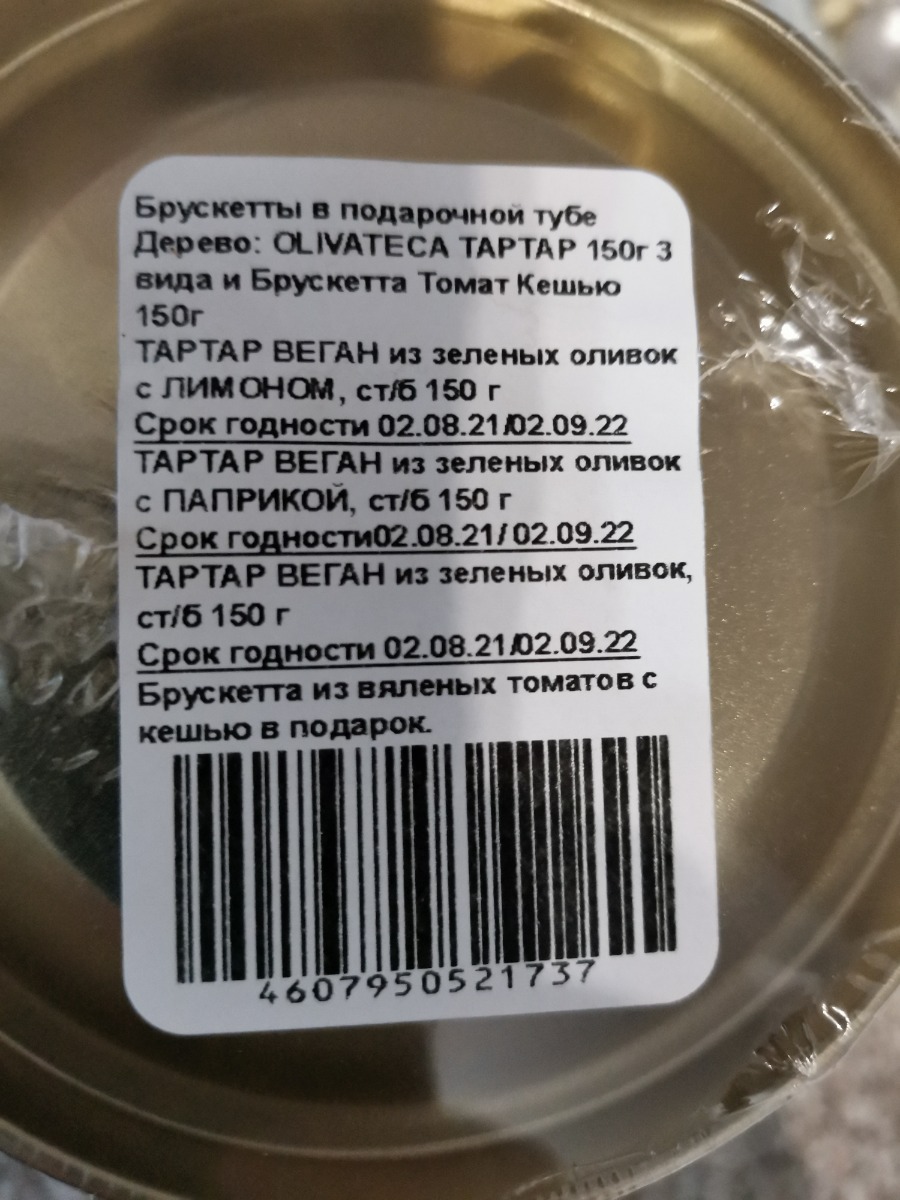 Брускетты в подарочной тубе
Дерево: OLIVATECA ТАРТАР 150г 3
вида и Брускетта Томат Кешью
150г
ТАРТАР ВЕГАН из зеленых оливок
с ЛИМОНОМ, ст/б 150 г
Срок годности 02.08.21/02.09.22
ТАРТАР ВЕГАН из зеленых оливок
с ПАПРИКОЙ, ст/б 150 г
Срок годности02.08.21/ 02.09.22
ТАРТАР ВЕГАН из зеленых оливок,
ст/б 150 г
Срок годности 02.08.21/02.09.22
Брускетта из вяленых томатов с
кешью в подарок.
4607950521737